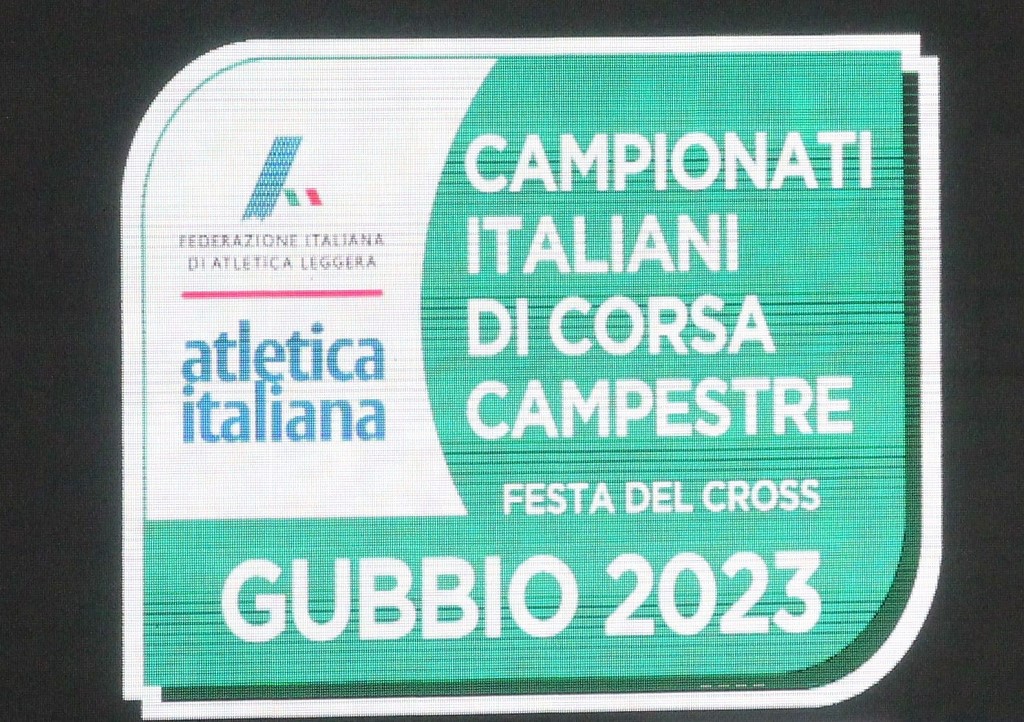 FEDERAZIONE ITALIANA
DI ATLETICA LEGGERA
atletica
italiana
CAMPIONATI
ITALIANI
DI CORSA
CAMPESTRE
FESTA DEL CROSS
GUBBIO 2023